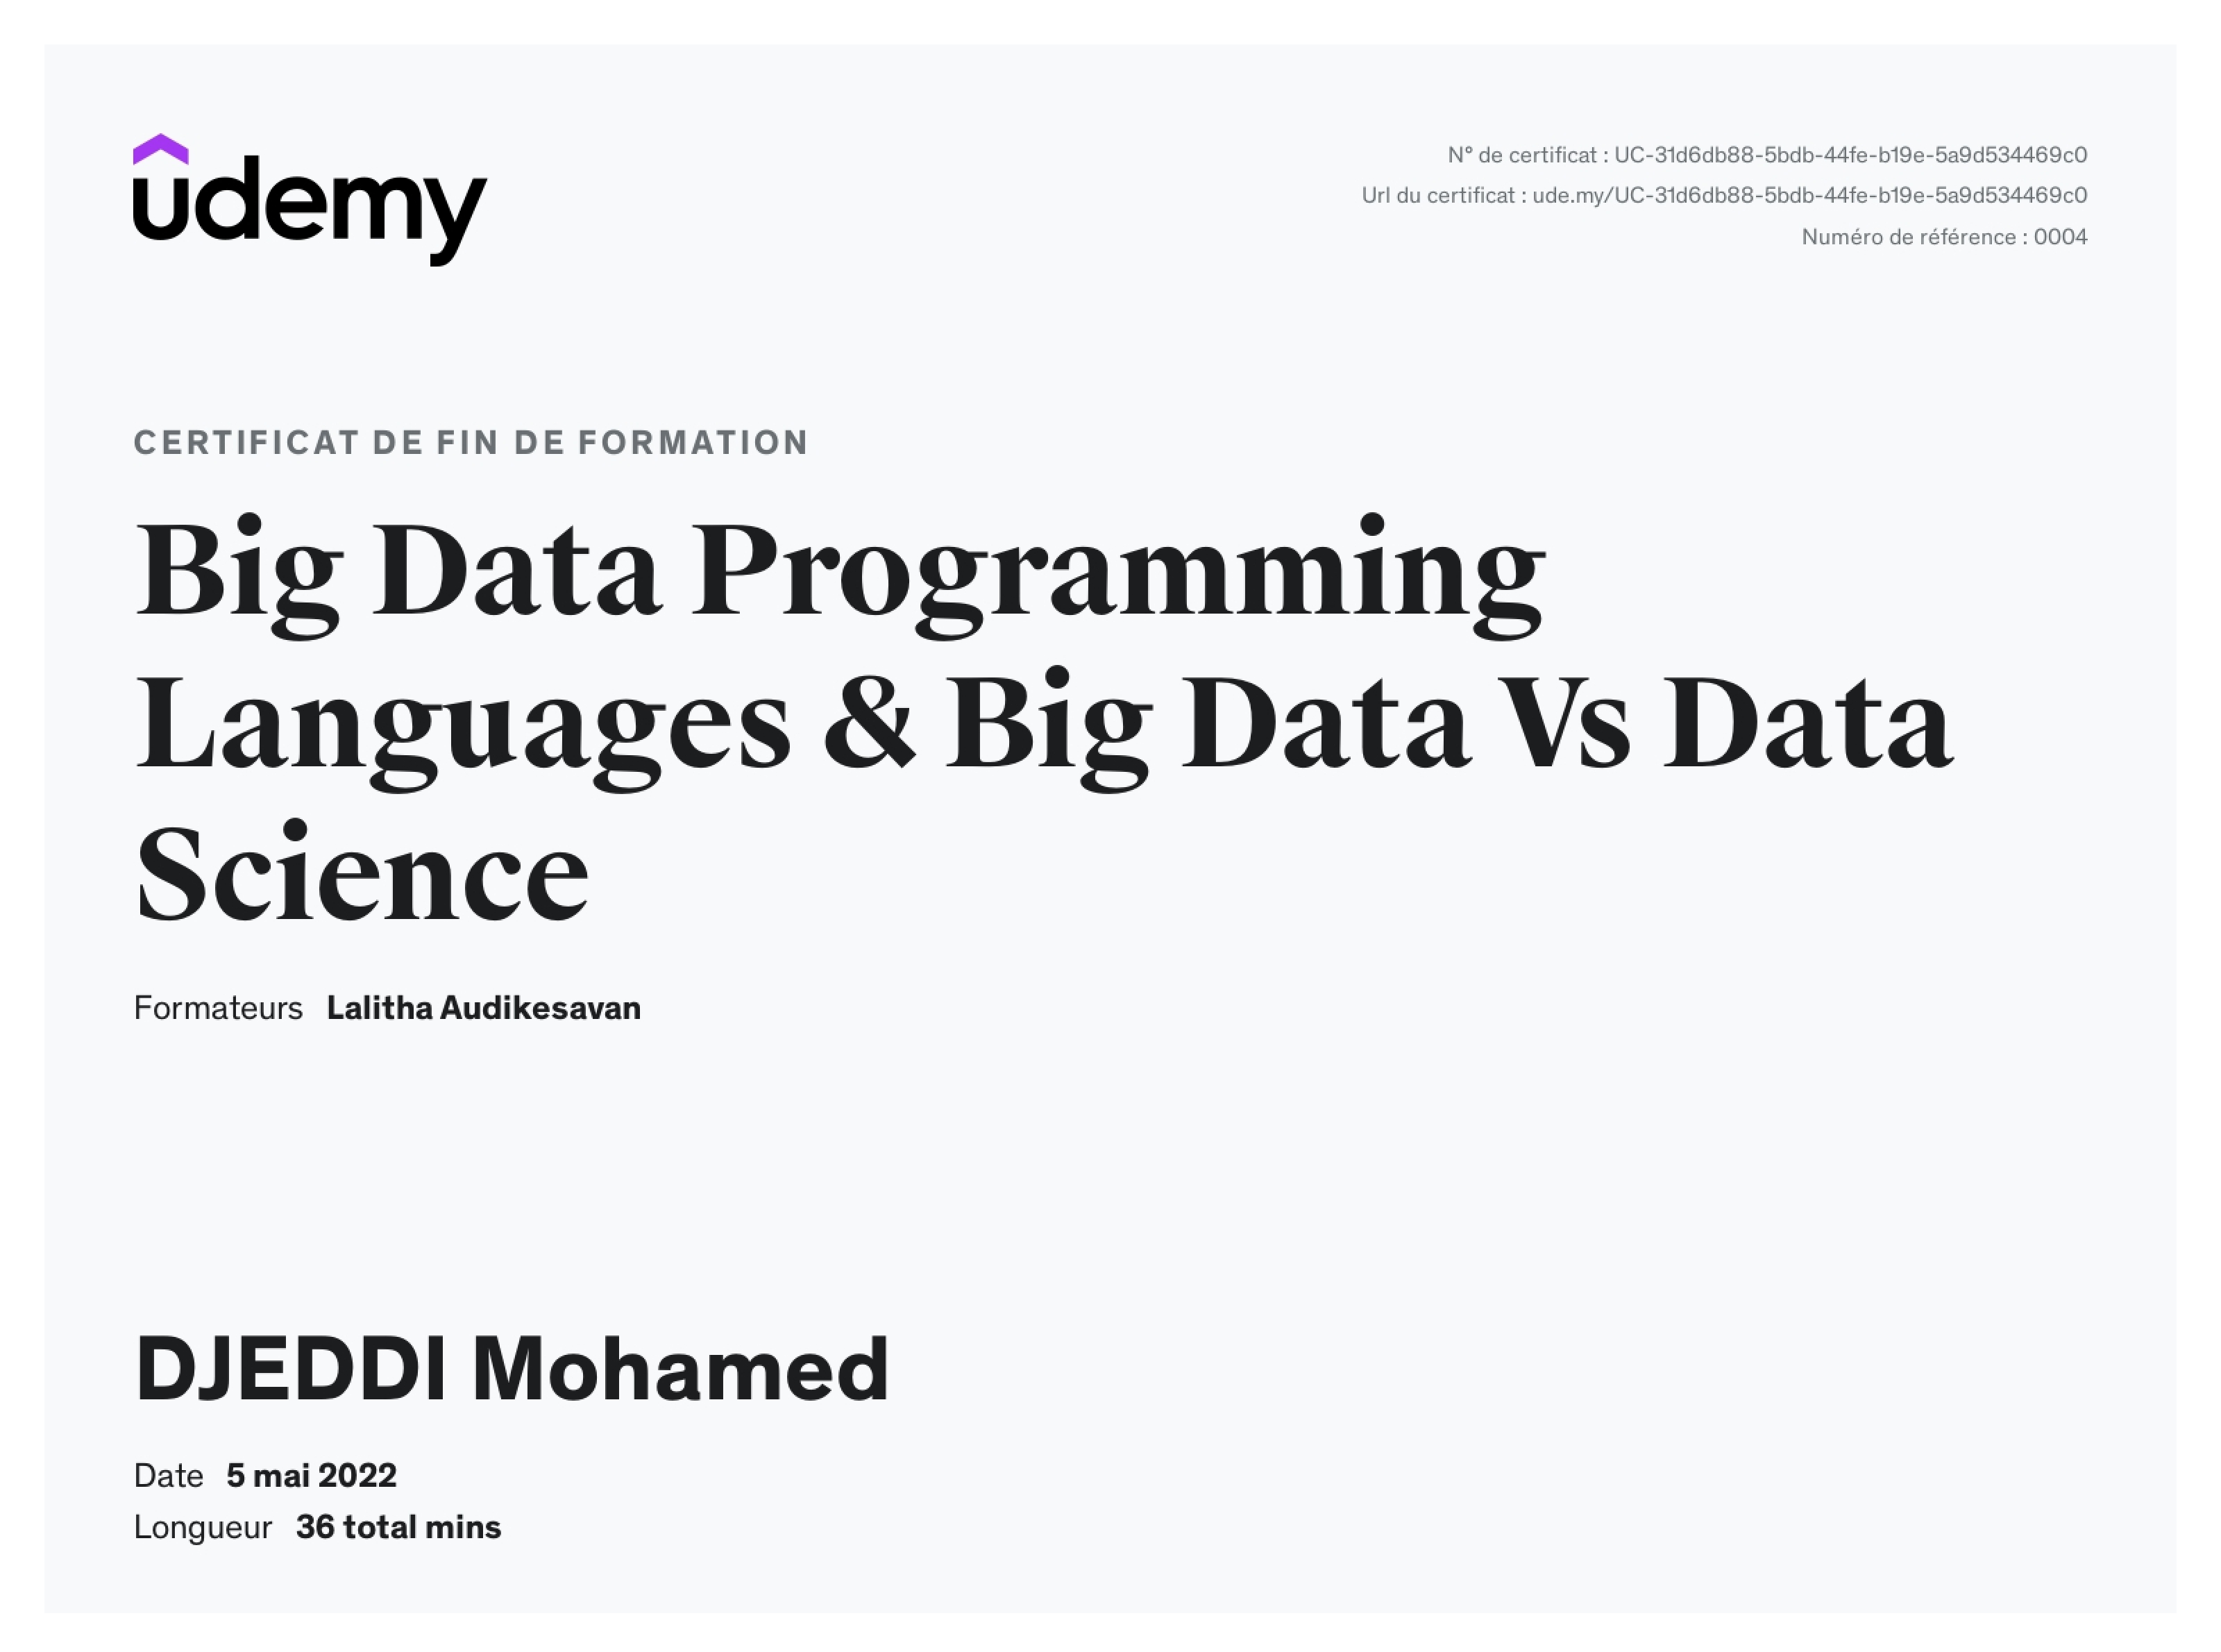 udemy
N° de certificat : UC-31d6db88-5bdb-44fe-b19e-5a9d534469c0
Url du certificat : ude.my/UC-31d6db88-5bdb-44fe-b19e-5a9d534469c0
Numéro de référence : 0004
CERTIFICAT DE FIN DE FORMATION
Big Data Programming
Languages & Big Data Vs Data
Science
Formateurs Lalitha Audikesavan
DJEDDI Mohamed
Date 5 mai 2022
Longueur 36 total mins